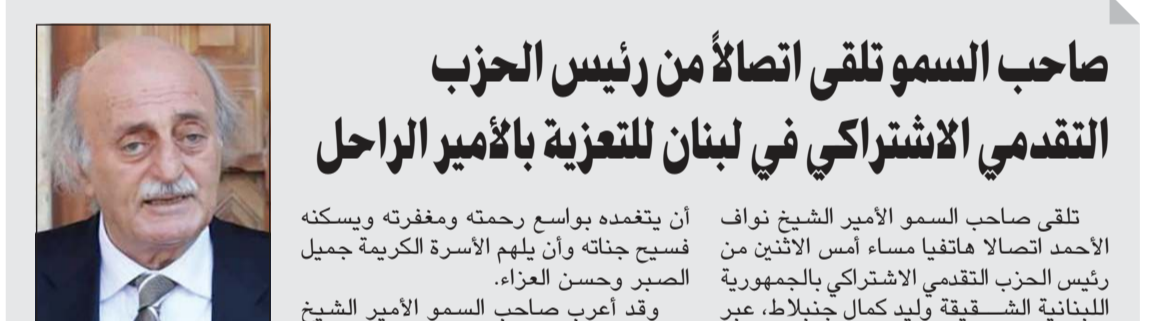 صاحب السمو تلقى اتصالاً من رئيس الحزب
التقدمي الاشتراكي في لبنان للتعزية بالأمير الراحل
تلقى صاحب السمو الأمير الشيخ نواف
الأحمد اتصالا هاتفيا مساء أمس الاثنين من
رئيس الحزب التقدمي الاشتراكي بالجمهورية
اللبنانية الشـــقيقة وليد كمال جنبلاط، عبر
أن يتغمده بواسع رحمته ومغفرته ويسكنه
فسيح جناته وأن يلهم الأسرة الكريمة جميل
الصبر وحسن العزاء.
وقد أعرب صاحب السمو الأمير الشيخ